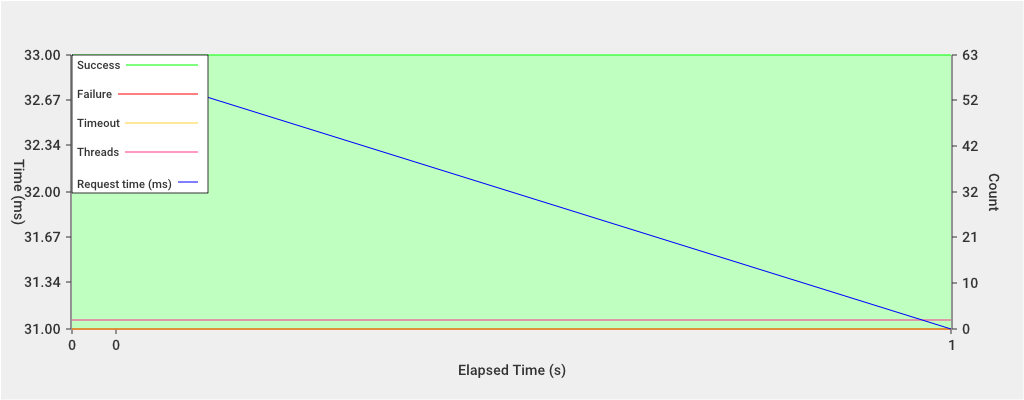 33.00
32.67
32.34
32.00
31.67
31.34
31.00
Time (ms)
Success
Failure
Timeout
Threads
Request time (ms)
63
52
42
32
21
10
0
Count
0 0 1
Elapsed Time (s)